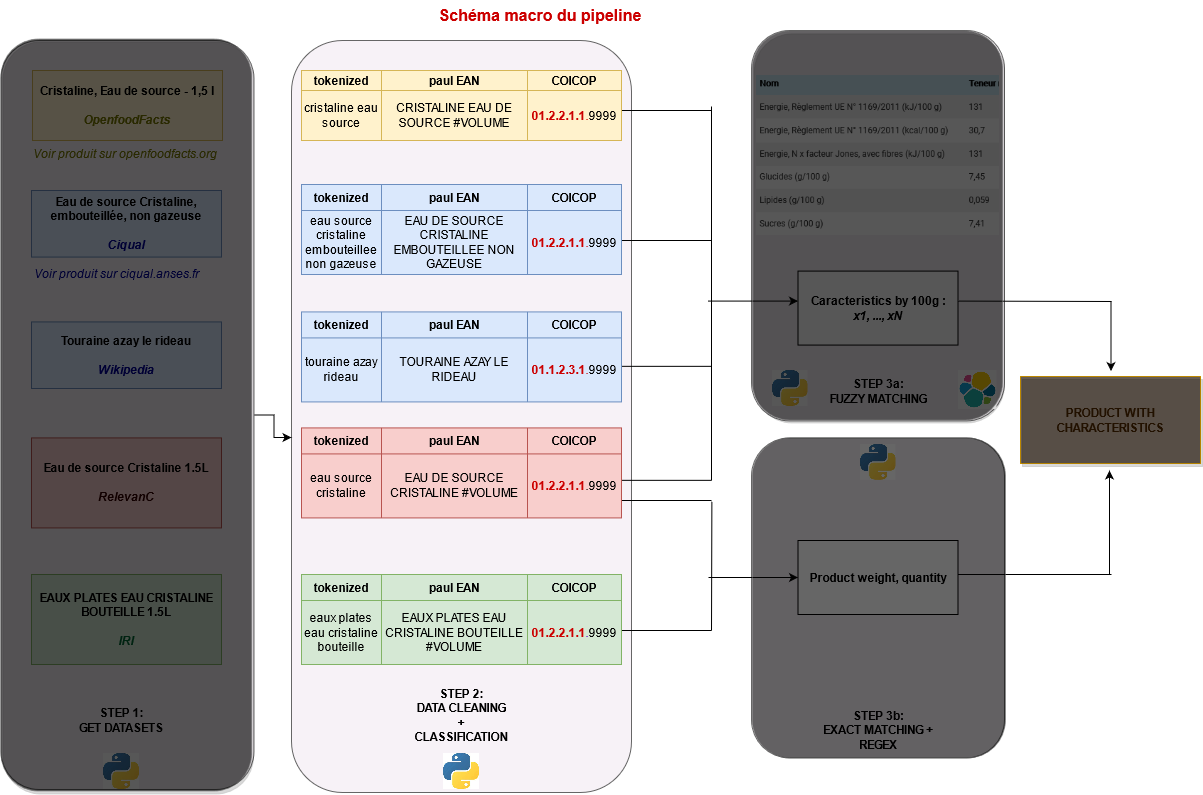 Schéma macro du pipeline
Cristaline, Eau de source - 1,5 l
OpenfoodFacts
Voir produit sur openfoodfacts.org
Eau de source Cristaline,
embouteillée, non gazeuse
Ciqual
Voir produit sur ciqual.anses.fr
Touraine azay le rideau
Wikipedia
Eau de source Cristaline 1.5L
RelevanC
EAUX PLATES EAU CRISTALINE
BOUTEILLE 1.5L
IRI
STEP 1:
GET DATASETS
tokenized paul EAN COICOP
cristaline eau
source
CRISTALINE EAU DE
SOURCE #VOLUME
01.2.2.1.1.9999
tokenized paul EAN COICOP
eau source
cristaline
embouteillee
non gazeuse
EAU DE SOURCE
CRISTALINE
EMBOUTEILLEE NON
GAZEUSE
01.2.2.1.1.9999
tokenized paul EAN COICOP
touraine azay
rideau
TOURAINE AZAY LE
RIDEAU
01.1.2.3.1.9999
tokenized paul EAN COICOP
eau source
cristaline
EAU DE SOURCE
CRISTALINE #VOLUME
01.2.2.1.1.9999
tokenized paul EAN COICOP
eaux plates
eau cristaline
bouteille
EAUX PLATES EAU
CRISTALINE BOUTEILLE
#VOLUME
01.2.2.1.1.9999
STEP 2:
DATA CLEANING
+
CLASSIFICATION
Nom Teneur
Energie, Règlement UE N° 1169/2011 (kJ/100 g) 131
Energie, Règlement UE N° 1169/2011 (kcal/100 g) 30,7
Energie, N x facteur Jones, avec fibres (kJ/100 g) 131
Glucides (g/100 g) 7,45
Lipides (g/100 g) 0,059
Sucres (g/100 g) 7,41
Caracteristics by 100g :
x1, ..., xN
STEP 3a:
FUZZY MATCHING
Product weight, quantity
STEP 3b:
EXACT MATCHING +
REGEX
PRODUCT WITH
CHARACTERISTICS